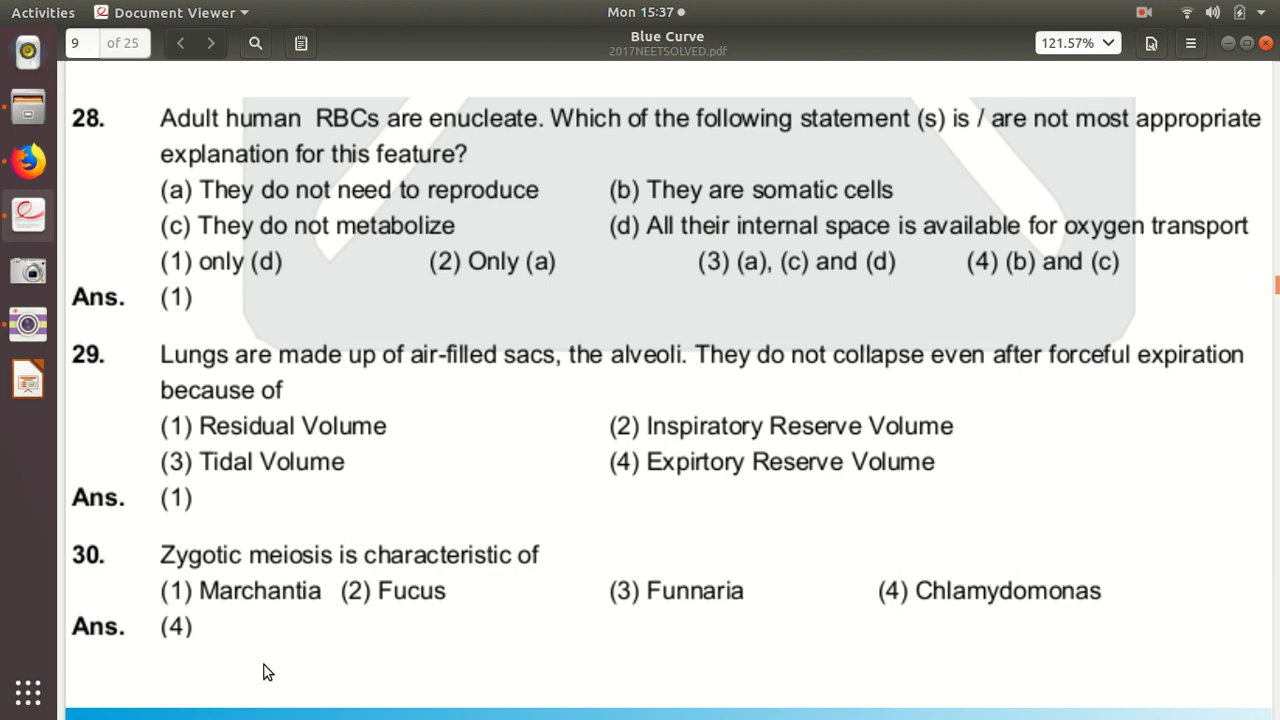 Activities Document Viewer Mon 15:37
9 of 25 Blue Curve 121.57%
2017NEETSOLVED.pdf
28. Adult human RBCs are enucleate. Which of the following statement (s) is / are not most appropriate
explanation for this feature?
(a) They do not need to reproduce (b) They are somatic cells
(c) They do not metabolize (d) All their internal space is available for oxygen transport
(1) only (d) (2) Only (a) (3) (a), (c) and (d) (4) (b) and (c)
Ans. (1)
29. Lungs are made up of air-filled sacs, the alveoli. They do not collapse even after forceful expiration
because of
(1) Residual Volume (2) Inspiratory Reserve Volume
(3) Tidal Volume (4) Expirtory Reserve Volume
Ans. (1)
30. Zygotic meiosis is characteristic of
(1) Marchantia (2) Fucus (3) Funnaria (4) Chlamydomonas
Ans. (4)